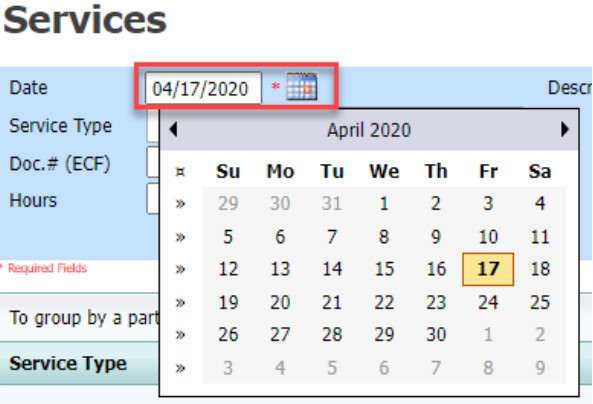 Services
Date 04/17/2020 * Descr
Service Type
Doc.# (ECF)
Hours
April 2020
¤ Su Mo Tu We Th Fr Sa
» 29 30 31 1 2 3 4
» 5 6 7 8 9 10 11
» 12 13 14 15 16 17 18
» 19 20 21 22 23 24 25
» 26 27 28 29 30 1 2
» 3 4 5 6 7 8 9
* Required Fields
To group by a part
Service Type